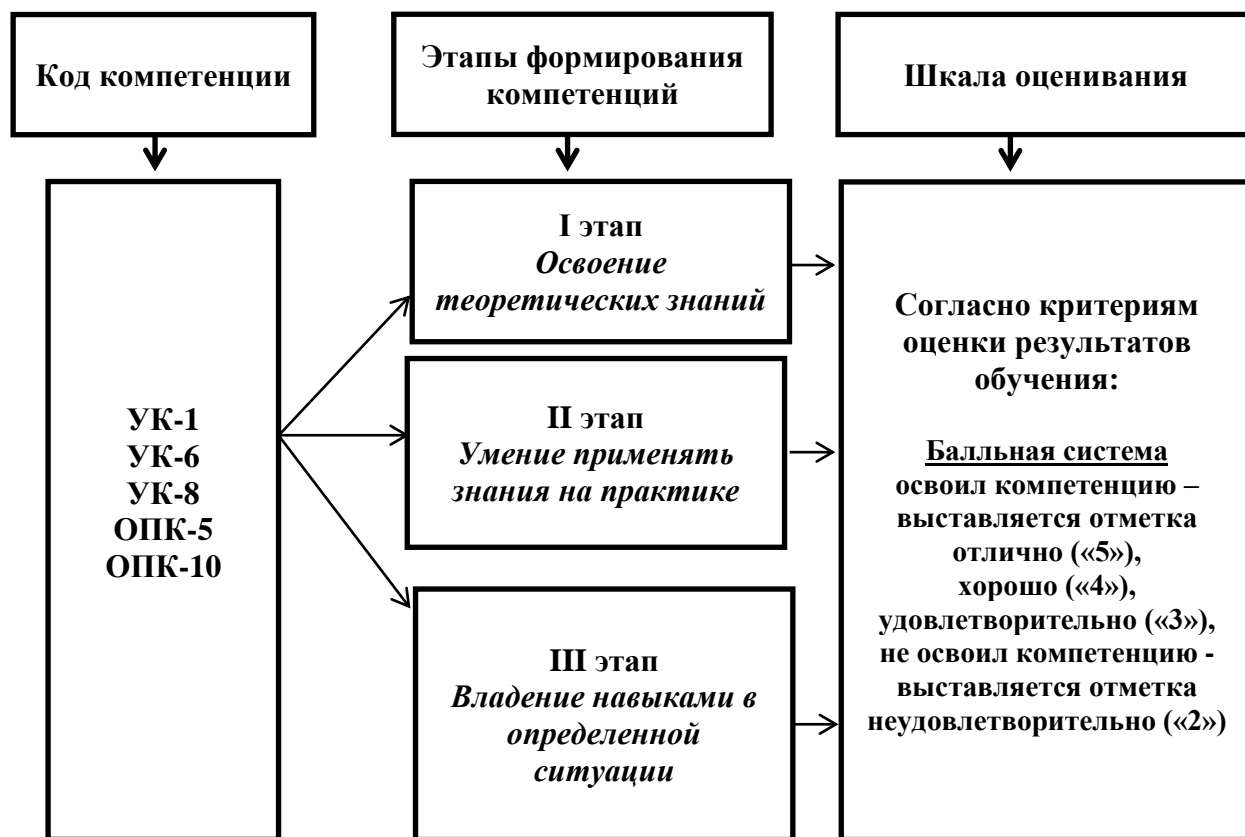 Код компетенции
Этапы формирования
компетенций
Шкала оценивания
УК-1
УК-6
УК-8
ОПК-5
ОПК-10
I этап
Освоение
теоретических знаний
II этап
Умение применять
знания на практике
III этап
Владение навыками в
определенной
ситуации
Согласно критериям
оценки результатов
обучения:
Балльная система
освоил компетенцию –
выставляется отметка
отлично («5»),
хорошо («4»),
удовлетворительно («3»),
не освоил компетенцию -
выставляется отметка
неудовлетворительно («2»)